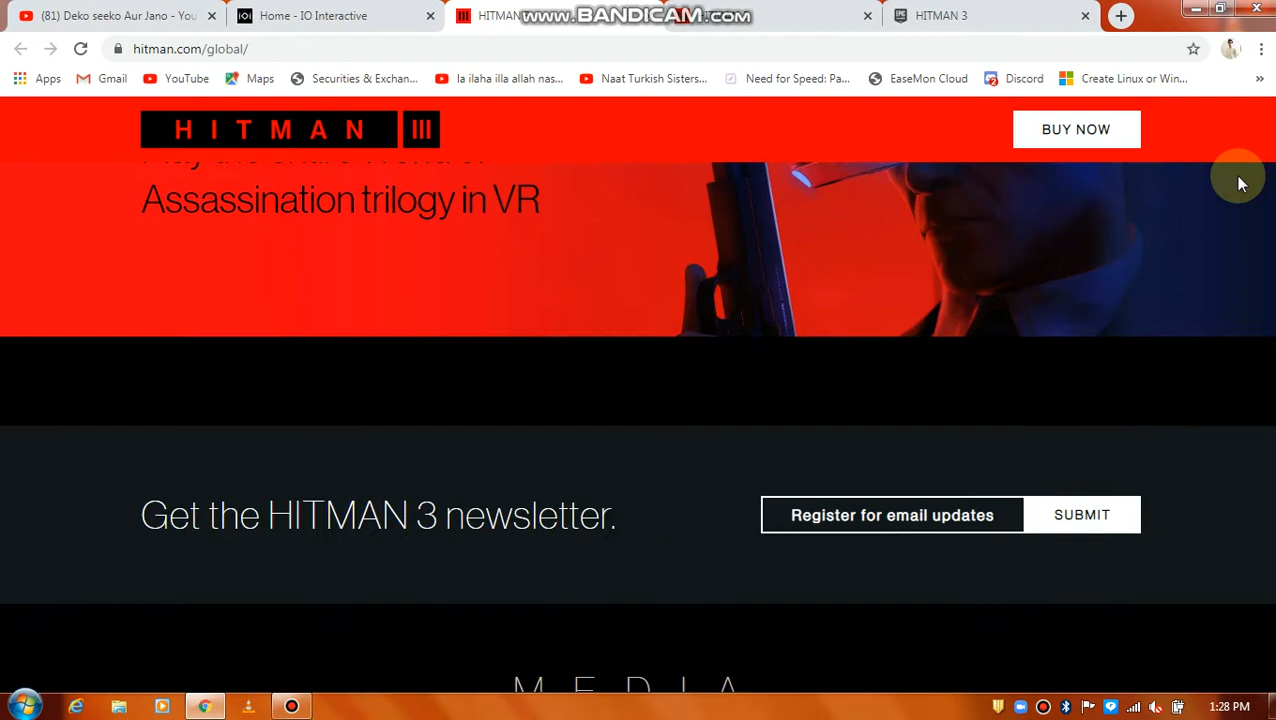 (81) Deko seeko Aur Jano - You
Home - IO Interactive
HITMAN
www.BANDICAM.com
HITMAN 3
hitman.com/global/
Apps
Gmail
YouTube
Maps
Securities & Exchan...
la ilaha illa allah nas...
Naat Turkish Sisters...
Need for Speed: Pa...
EaseMon Cloud
Discord
Create Linux or Win...
»
HITMAN III
BUY NOW
Assassination trilogy in VR
Get the HITMAN 3 newsletter.
Register for email updates
SUBMIT
MEDIA
1:28 PM